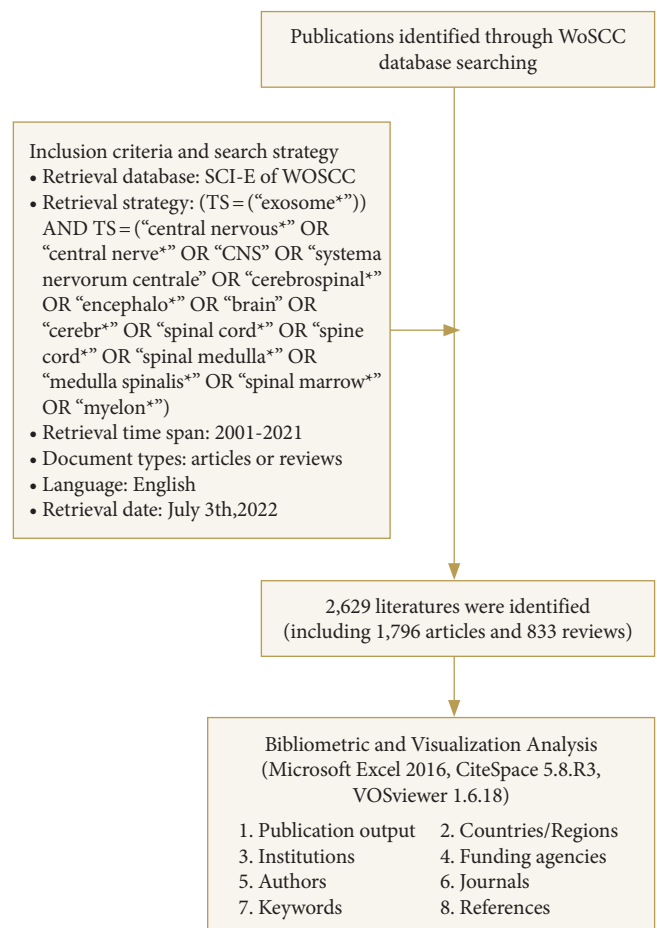 Publications identified through WoSCC
database searching
Inclusion criteria and search strategy
• Retrieval database: SCI-E of WOSCC
• Retrieval strategy: (TS = (“exosome*”))
AND TS = (“central nervous*” OR
“central nerve*” OR “CNS” OR “systema
nervorum centrale” OR “cerebrospinal*”
OR “encephalo*” OR “brain” OR
“cerebr*” OR “spinal cord*” OR “spine
cord*” OR “spinal medulla*” OR
“medulla spinalis*” OR “spinal marrow*”
OR “myelon*”)
• Retrieval time span: 2001-2021
• Document types: articles or reviews
• Language: English
• Retrieval date: July 3th,2022
2,629 literatures were identified
(including 1,796 articles and 833 reviews)
Bibliometric and Visualization Analysis
(Microsoft Excel 2016, CiteSpace 5.8.R3,
VOSviewer 1.6.18)
1. Publication output 2. Countries/Regions
3. Institutions 4. Funding agencies
5. Authors 6. Journals
7. Keywords 8. References